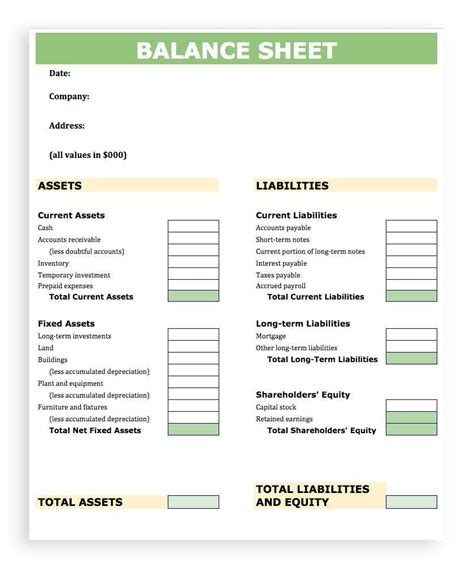 BALANCE SHEET
Date:
Company:
Address:
(all values in $000)
ASSETS
Current Assets
Cash
Accounts receivable
(less doubtful accounts)
Inventory
Temporary investment
Prepaid expenses
Total Current Assets
Fixed Assets
Long-term investments
Land
Buildings
(less accumulated depreciation)
Plant and equipment
(less accumulated depreciation)
Furniture and fixtures
(less accumulated depreciation)
Total Net Fixed Assets
TOTAL ASSETS
LIABILITIES
Current Liabilities
Accounts payable
Short-term notes
Current portion of long-term notes
Interest payable
Taxes payable
Accrued payroll
Total Current Liabilities
Long-term Liabilities
Mortgage
Other long-term liabilities
Total Long-Term Liabilities
Shareholders' Equity
Capital stock
Retained earnings
Total Shareholders' Equity
TOTAL LIABILITIES
AND EQUITY